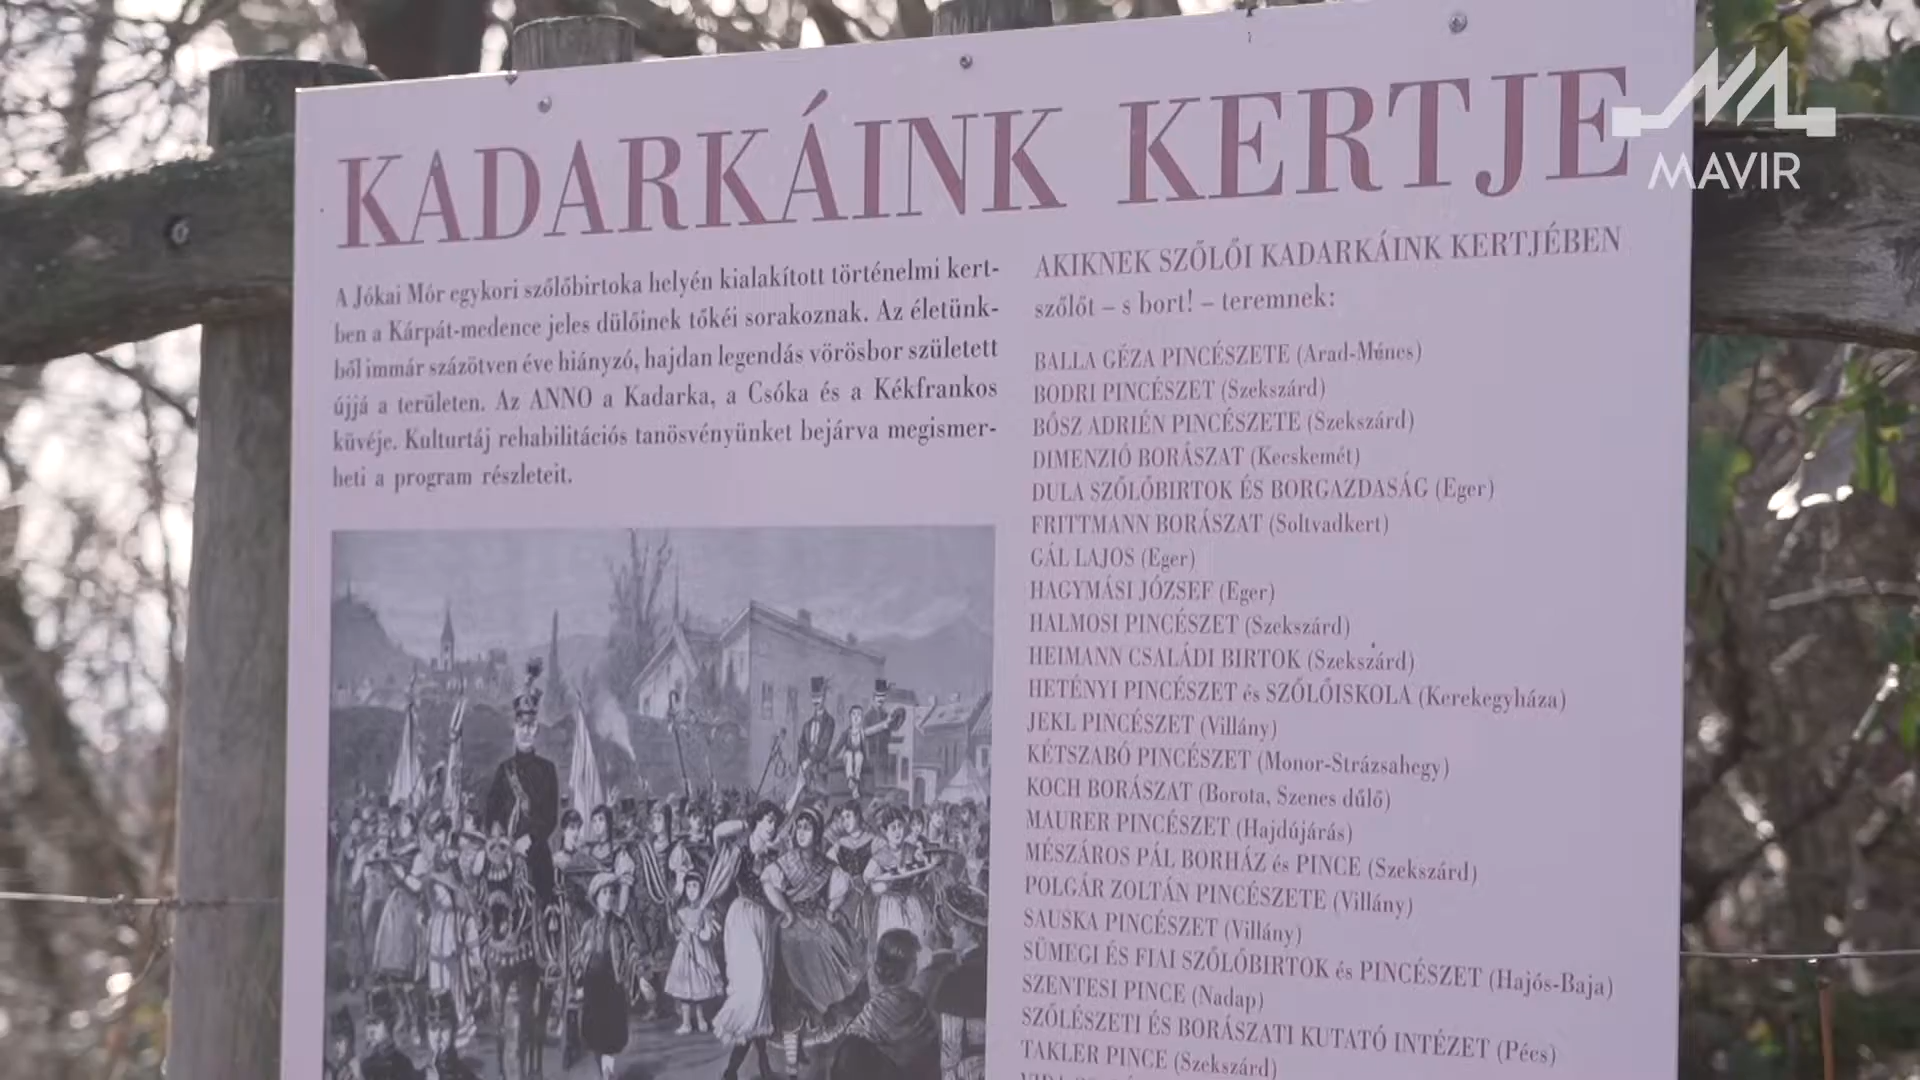 KADARKÁINK KERTJE
MAVIR
A Jókai Mór egykori szőlőbirtoka helyén kialakított történelmi kert-
ben a Kárpát-medence jeles dülőinek tőkéi sorakoznak. Az életünk-
ből immár százötven éve hiányzó, hajdan legendás vörösbor született
újjá a területen. Az ANNO a Kadarka, a Csóka és a Kékfrankos
küvéje. Kulturtáj rehabilitációs tanösvényünket bejárva megismer-
heti a program részleteit.
AKIKNEK SZŐLŐI KADARKÁINK KERTJÉBEN
szőlőt – s bort! – teremnek:
BALLA GÉZA PINCÉSZETE (Arad-Ménes)
BODRI PINCÉSZET (Szekszárd)
BŐSZ ADRIÉN PINCÉSZETE (Szekszárd)
DIMENZIÓ BORÁSZAT (Kecskemét)
DULA SZŐLŐBIRTOK ÉS BORGAZDASÁG (Eger)
FRITTMANN BORÁSZAT (Soltvadkert)
GÁL LAJOS (Eger)
HAGYMÁSI JÓZSEF (Eger)
HALMOSI PINCÉSZET (Szekszárd)
HEIMANN CSALÁDI BIRTOK (Szekszárd)
HETÉNYI PINCÉSZET és SZŐLŐISKOLA (Kerekegyháza)
JEKL PINCÉSZET (Villány)
KÉTSZABÓ PINCÉSZET (Monor-Strázsahegy)
KOCH BORÁSZAT (Borota, Szenes dűlő)
MAURER PINCÉSZET (Hajdújárás)
MÉSZÁROS PÁL BORHÁZ és PINCE (Szekszárd)
POLGÁR ZOLTÁN PINCÉSZETE (Villány)
SAUSKA PINCÉSZET (Villány)
SÜMEGI ÉS FIAI SZŐLŐBIRTOK és PINCÉSZET (Hajós-Baja)
SZENTESI PINCE (Nadap)
SZŐLÉSZETI ÉS BORÁSZATI KUTATÓ INTÉZET (Pécs)
TAKLER PINCE (Szekszárd)